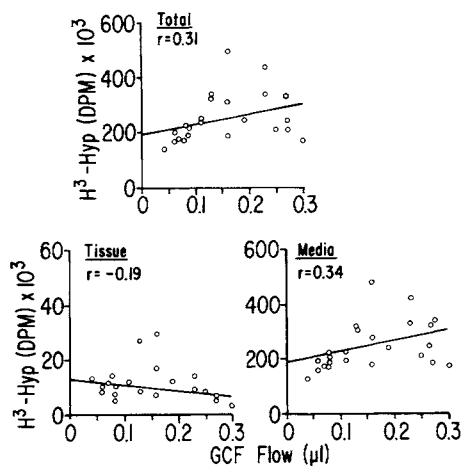 Total
r=0.31
H³-Hyp (DPM) × 10³
600
400
200
0
0 0.1 0.2 0.3
Tissue
r= -0.19
H³-Hyp (DPM) × 10³
60
40
20
0
0 0.1 0.2 0.3
Media
r=0.34
600
400
200
0
0 0.1 0.2 0.3
GCF Flow (µl)